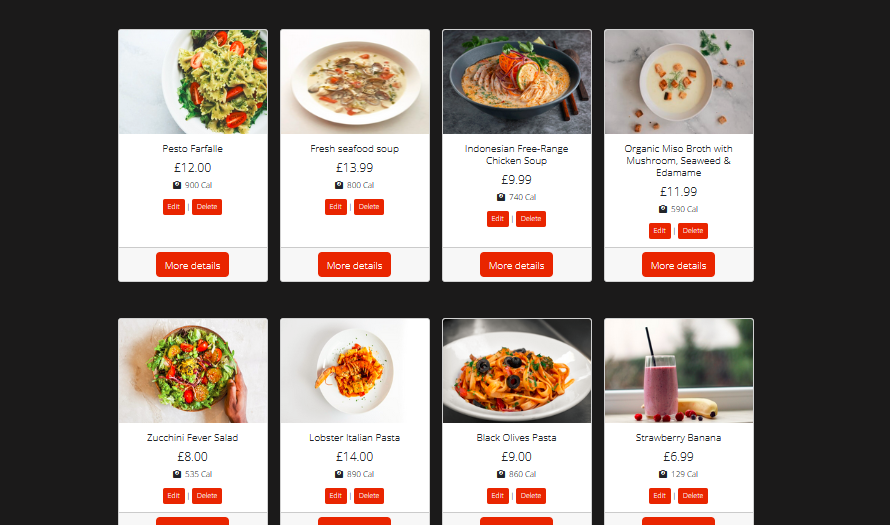 Pesto Farfalle
£12.00
900 Cal
Edit | Delete
More details
Fresh seafood soup
£13.99
800 Cal
Edit | Delete
More details
Indonesian Free-Range
Chicken Soup
£9.99
740 Cal
Edit | Delete
More details
Organic Miso Broth with
Mushroom, Seaweed &
Edamame
£11.99
590 Cal
Edit | Delete
More details
Zucchini Fever Salad
£8.00
535 Cal
Edit | Delete
Lobster Italian Pasta
£14.00
890 Cal
Edit | Delete
Black Olives Pasta
£9.00
860 Cal
Edit | Delete
Strawberry Banana
£6.99
129 Cal
Edit | Delete